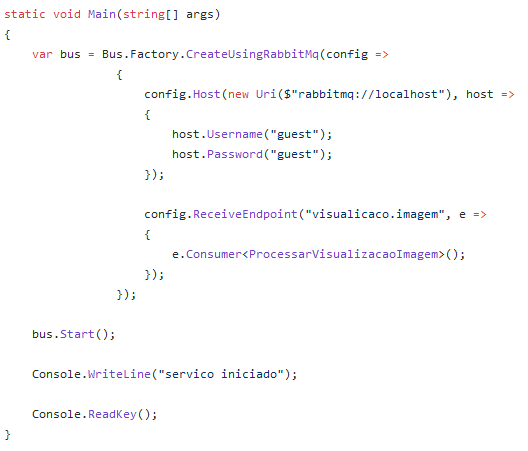 static void Main(string[] args)
{
    var bus = Bus.Factory.CreateUsingRabbitMq(config =>
                {
                    config.Host(new Uri($"rabbitmq://localhost"), host =>
                    {
                        host.Username("guest");
                        host.Password("guest");
                    });

                    config.ReceiveEndpoint("visualicaco.imagem", e =>
                    {
                        e.Consumer<ProcessarVisualizacaoImagem>();
                    });
                });

    bus.Start();

    Console.WriteLine("servico iniciado");

    Console.ReadKey();
}